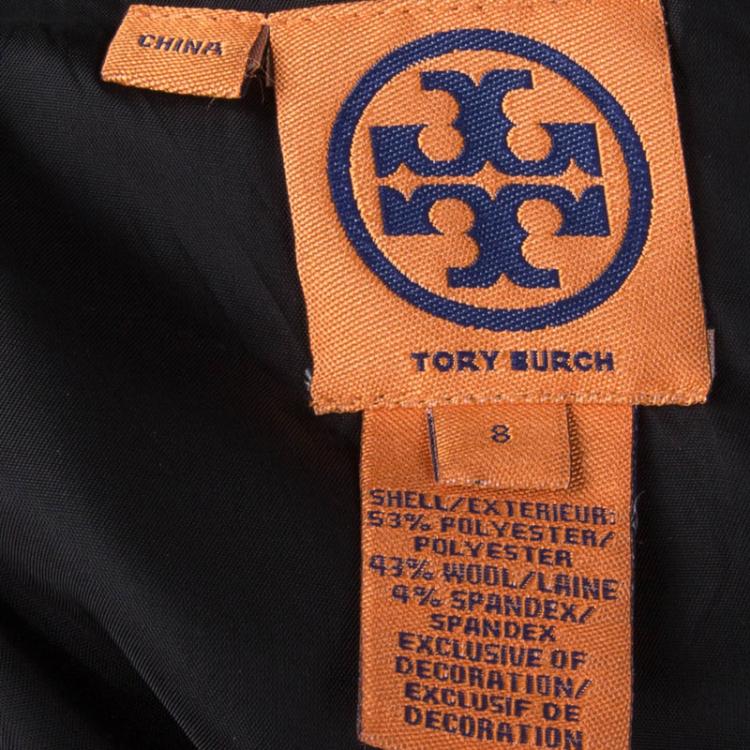 CHINA
TORY BURCH
8
SHELL/EXTERIEUR:
53% POLYESTER/
POLYESTER
43% WOOL/LAINE
4% SPANDEX/
SPANDEX
EXCLUSIVE OF
DECORATION/
EXCLUSIF DE
DECORATION